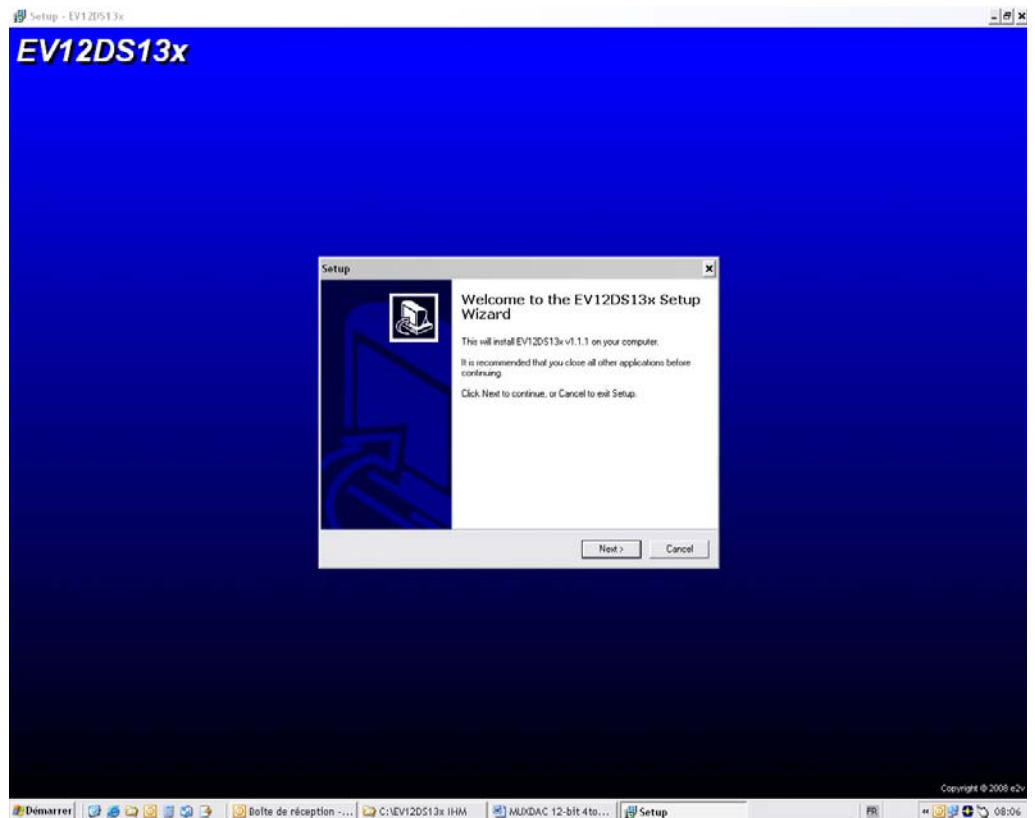 Setup - EV12DS13x
EV12DS13x
Setup
Welcome to the EV12DS13x Setup
Wizard
This will install EV12DS13x v1.1.1 on your computer.
It is recommended that you close all other applications before
continuing.
Click Next to continue, or Cancel to exit Setup.
Next >
Cancel
Copyright © 2008 e2v
Démarrer
Boîte de réception -...
C:\EV12DS13x IHM
MUXDAC 12-bit 4to...
Setup
FR
08:06